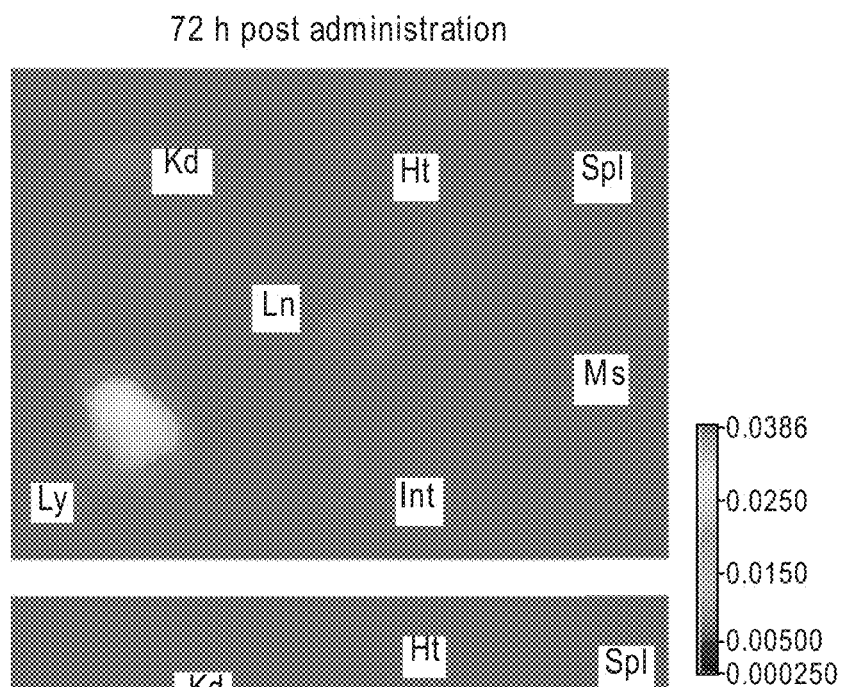 72 h post administration
Kd
Ht
Spl
Ln
Ms
Ly
Int
0.0386
0.0250
0.0150
0.00500
0.000250
Ht
Spl
Kd